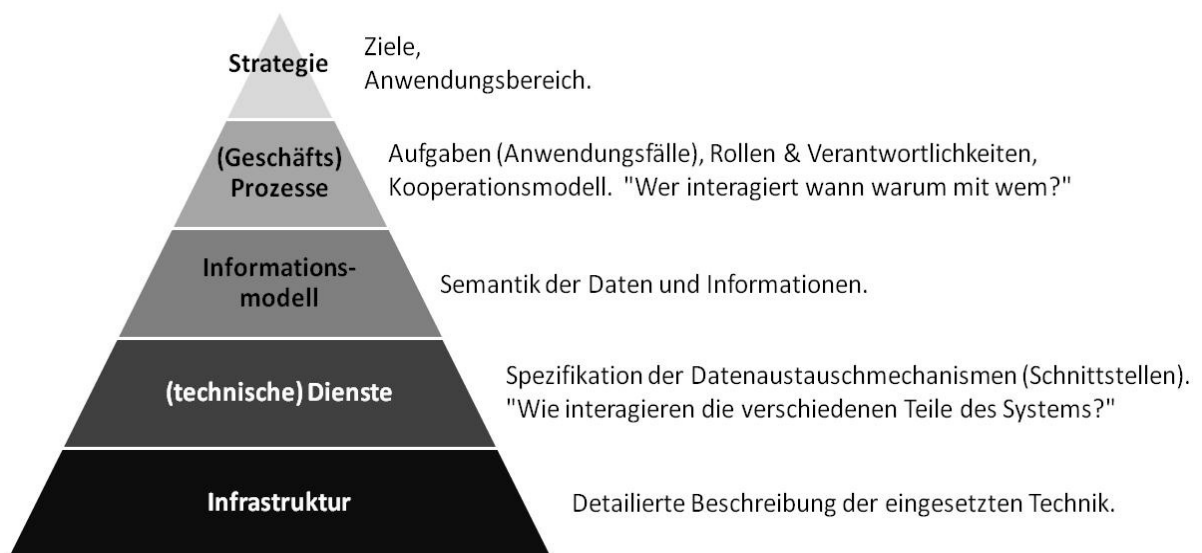 Strategie
Ziele,
Anwendungsbereich.
(Geschäfts)
Prozesse
Aufgaben (Anwendungsfälle), Rollen & Verantwortlichkeiten,
Kooperationsmodell. "Wer interagiert wann warum mit wem?"
Informations-
modell
Semantik der Daten und Informationen.
(technische) Dienste
Spezifikation der Datenaustauschmechanismen (Schnittstellen).
"Wie interagieren die verschiedenen Teile des Systems?"
Infrastruktur
Detailierte Beschreibung der eingesetzten Technik.